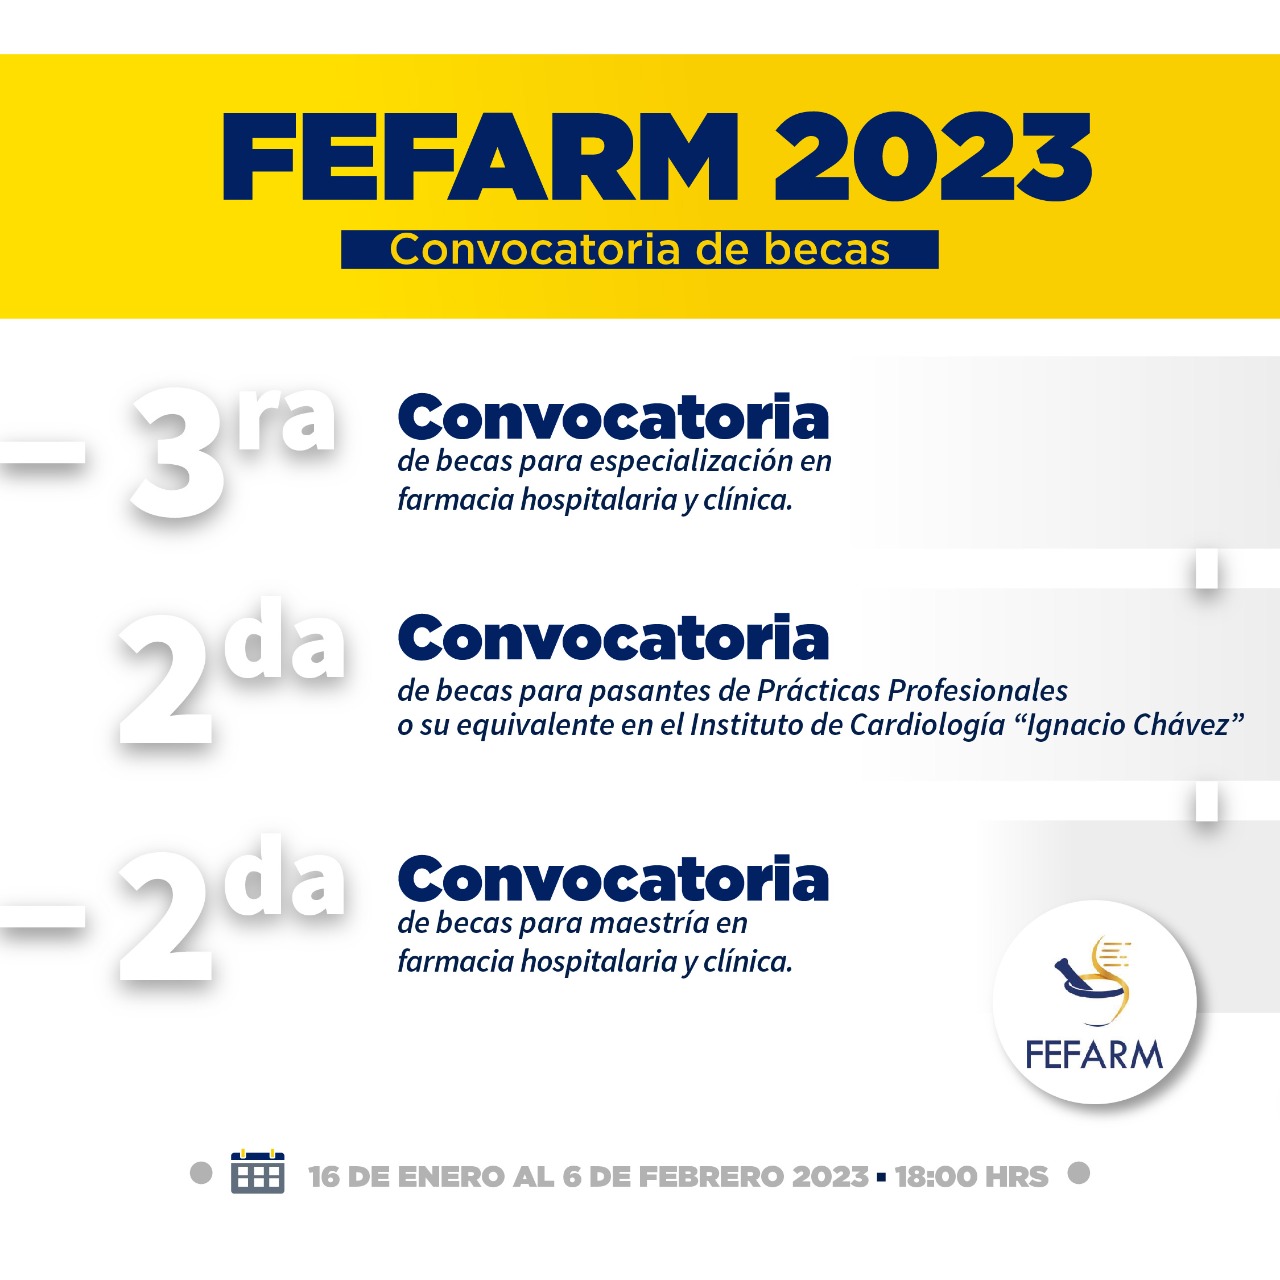 FEFARM 2023
Convocatoria de becas
3ra
Convocatoria
de becas para especialización en
farmacia hospitalaria y clínica.
2da
Convocatoria
de becas para pasantes de Prácticas Profesionales
o su equivalente en el Instituto de Cardiología “Ignacio Chávez”
2da
Convocatoria
de becas para maestría en
farmacia hospitalaria y clínica.
FEFARM
16 DE ENERO AL 6 DE FEBRERO 2023 ▪ 18:00 HRS